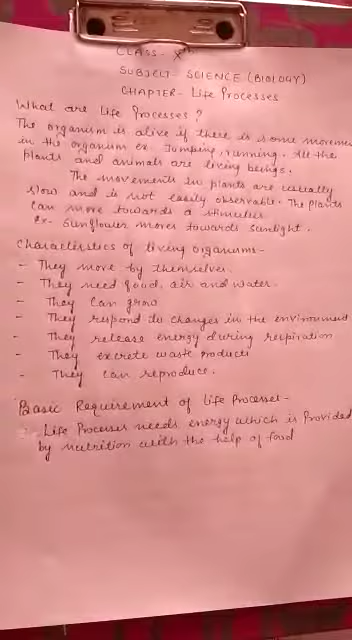 CLASS- Xth
SUBJECT- SCIENCE (BIOLOGY)
CHAPTER- Life Processes
What are Life Processes?
The organism is alive if there is some movemen
in the organism ex Jumping, running. All the
plants and animals are living beings.
The movements in plants are usually
slow and is not easily observable. The plants
can move towards a stimulus
ex- Sunflower moves towards sunlight.
Characteristics of living organisms-
- They move by themselves.
- They need food, air and water.
- They can grow
- They respond to changes in the environment
- They release energy during respiration
- They excrete waste products
- They can reproduce.
Basic Requirement of Life Processes-
Life Processes needs energy which is Provided
by nutrition with the help of food